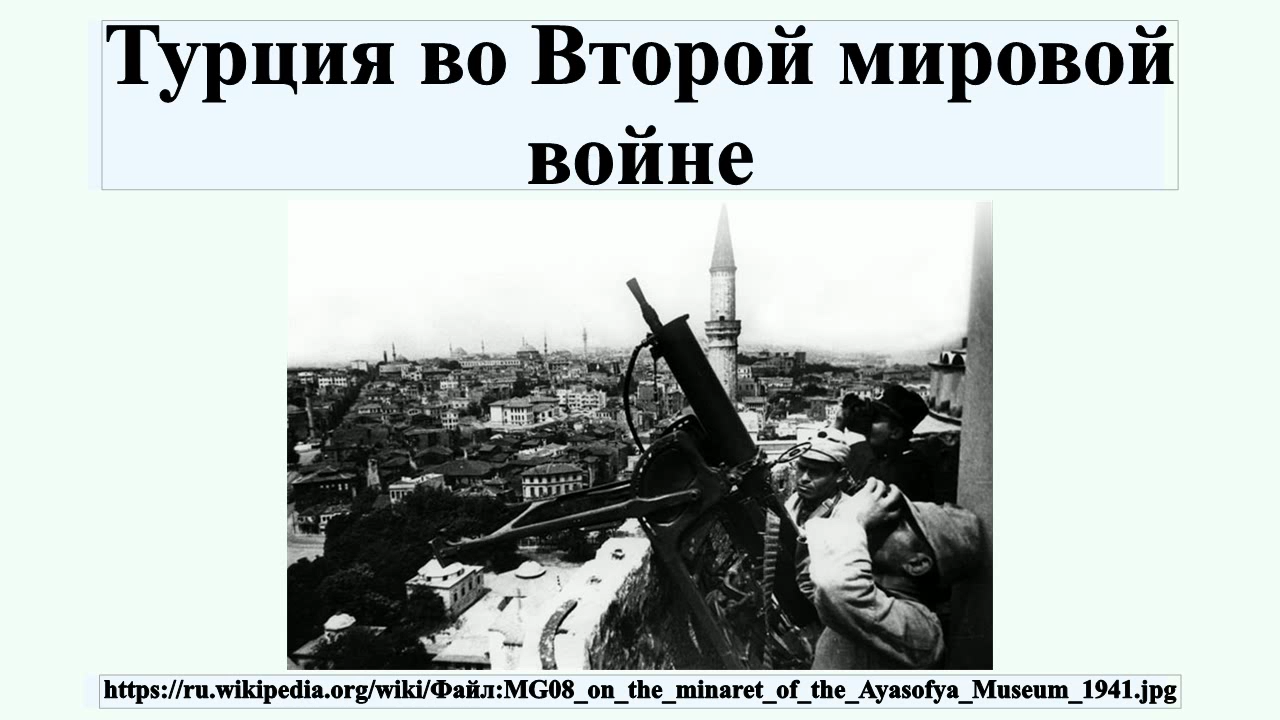 Турция во Второй мировой
войне
https://ru.wikipedia.org/wiki/Файл:MG08_on_the_minaret_of_the_Ayasofya_Museum_1941.jpg